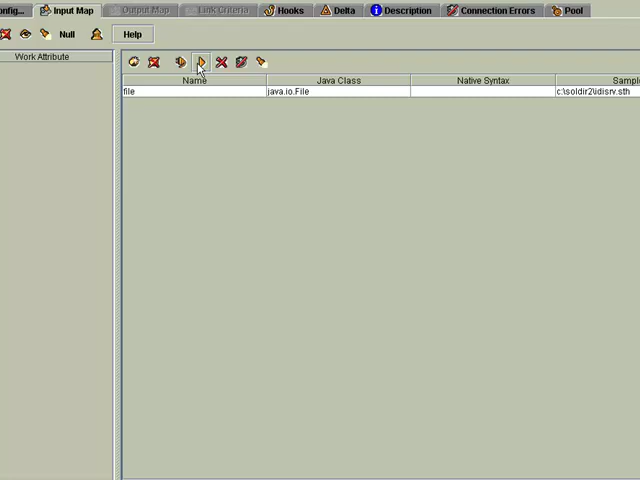 onfig... Input Map Output Map Link Criteria Hooks Delta Description Connection Errors Pool
Null Help
Work Attribute
Name Java Class Native Syntax Sample
file java.io.File c:\soldir2\idisrv.sth